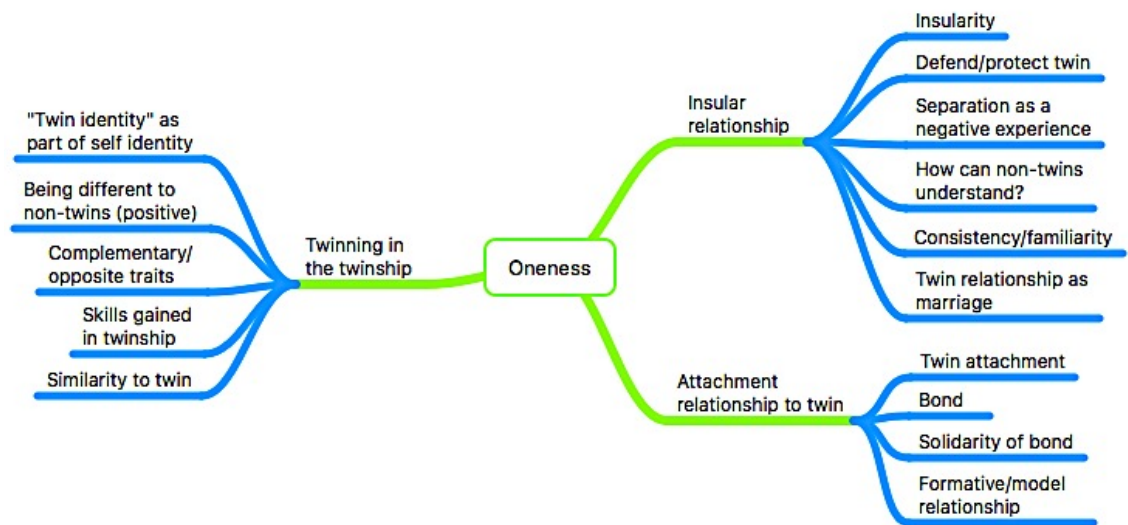 "Twin identity" as
part of self identity
Being different to
non-twins (positive)
Complementary/
opposite traits
Skills gained
in twinship
Similarity to twin
Twinning in
the twinship
Oneness
Insular
relationship
Insularity
Defend/protect twin
Separation as a
negative experience
How can non-twins
understand?
Consistency/familiarity
Twin relationship as
marriage
Attachment
relationship to twin
Twin attachment
Bond
Solidarity of bond
Formative/model
relationship